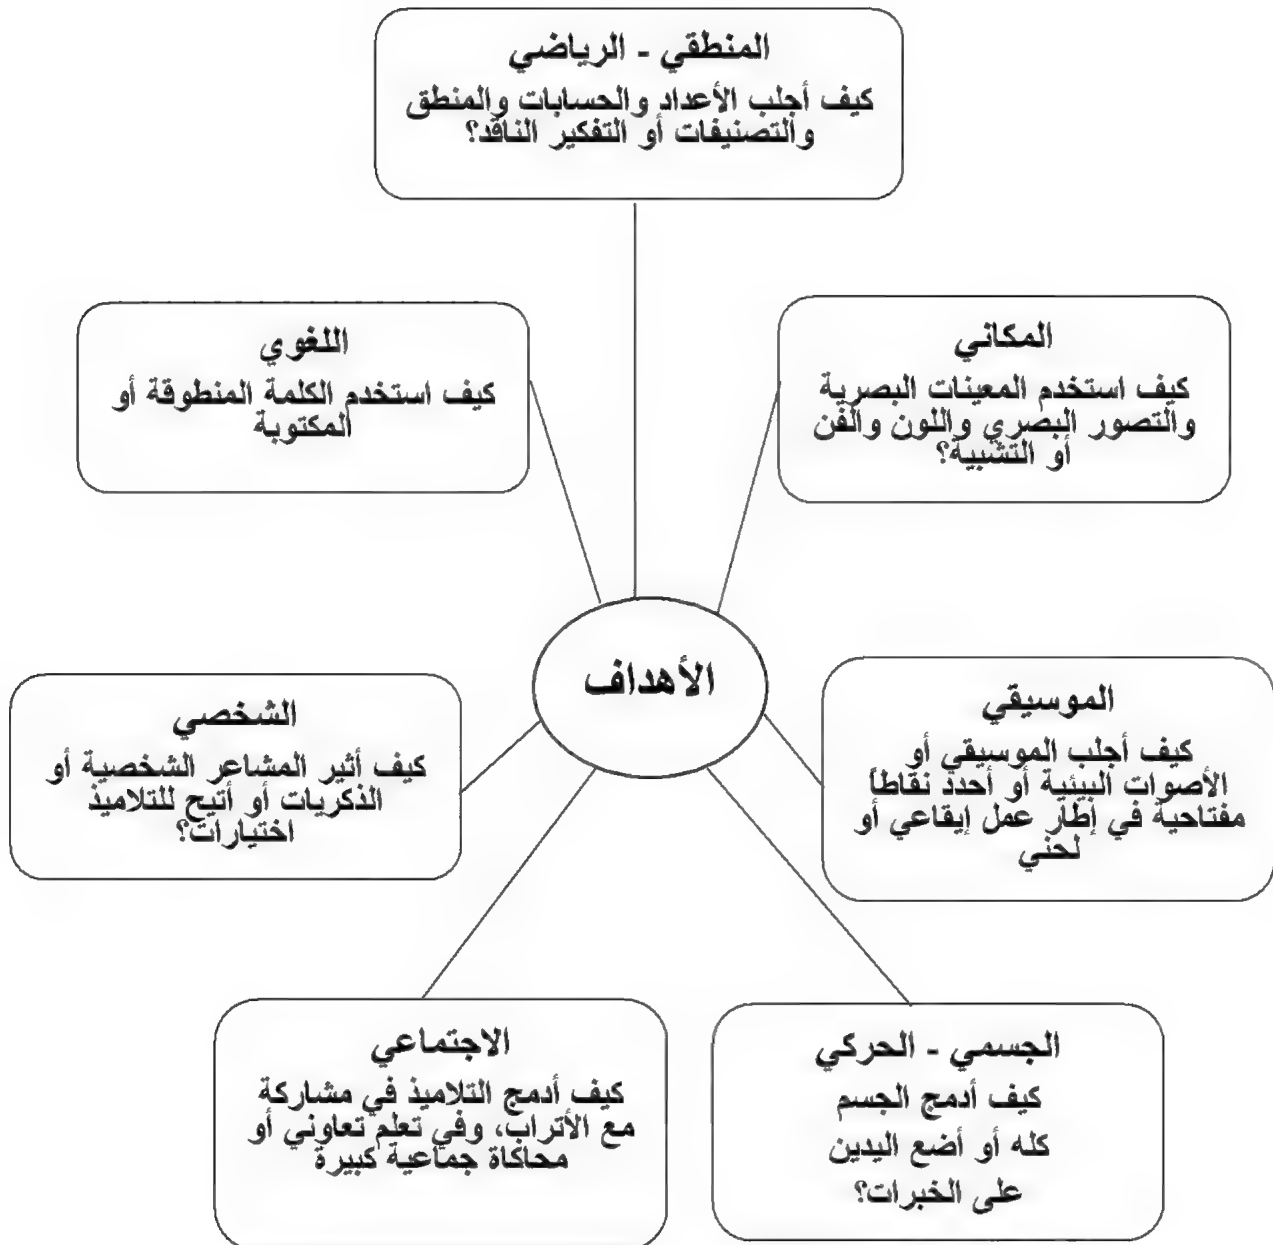 المنطقي - الرياضي
كيف أجلب الأعداد والحسابات والمنطق
والتصنيفات أو التفكير الناقد؟
المكاني
كيف استخدم المعينات البصرية
والتصور البصري واللون والفن
أو التشبية؟
اللغوي
كيف استخدم الكلمة المنطوقة أو
المكتوبة
الأهداف
الموسيقي
كيف أجلب الموسيقي أو
الأصوات البيئية أو أحدد نقاطاً
مفتاحية في إطار عمل إيقاعي أو
لحني
الشخصي
كيف أثير المشاعر الشخصية أو
الذكريات أو أتيح للتلاميذ
اختيارات؟
الجسمي - الحركي
كيف أدمج الجسم
كله أو أضع اليدين
على الخبرات؟
الاجتماعي
كيف أدمج التلاميذ في مشاركة
مع الأتراب، وفي تعلم تعاوني أو
محاكاة جماعية كبيرة